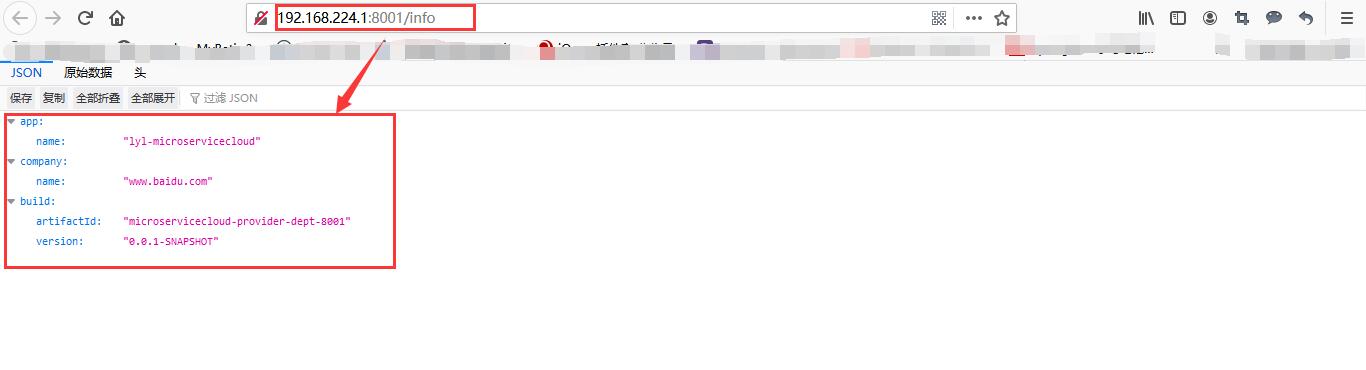 192.168.224.1:8001/info
JSON 原始数据 头
保存 复制 全部折叠 全部展开 过滤 JSON
app:
name: "lyl-microservicecloud"
company:
name: "www.baidu.com"
build:
artifactId: "microservicecloud-provider-dept-8001"
version: "0.0.1-SNAPSHOT"